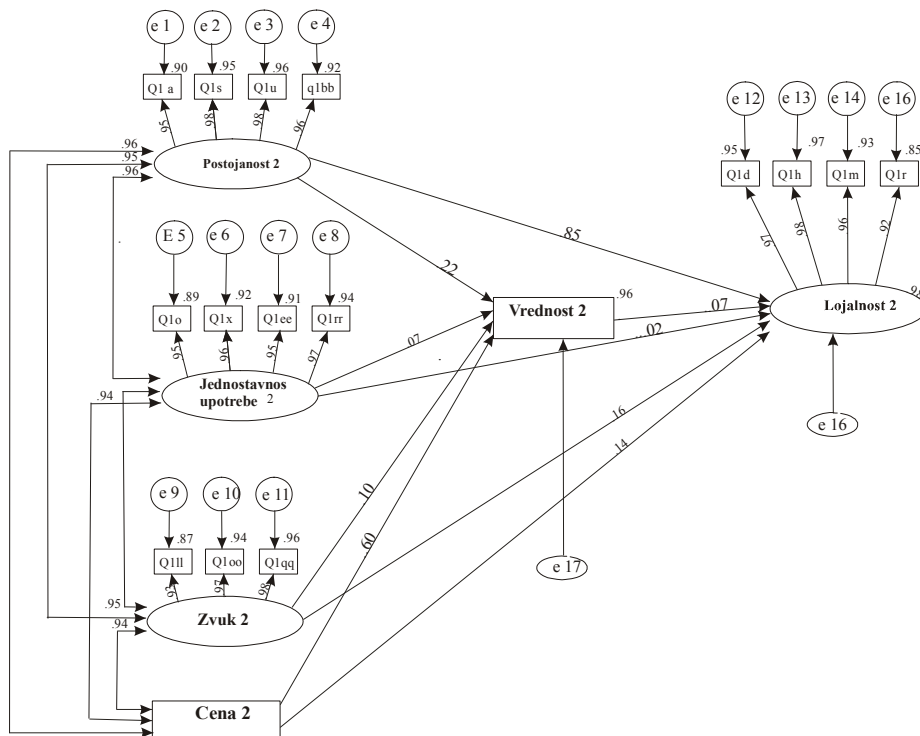 e 1
e 2
e 3
e 4
.90
.95
.96
.92
Q1 a
Q1s
Q1u
q1bb
95
98
98
96
.96
.95
.96
Postojanost 2
e 12
e 13
e 14
e 16
.95
.97
.93
.85
Q1d
Q1h
Q1m
Q1r
97
98
96
92
Lojalnost 2
85
22
E 5
e 6
e 7
e 8
.89
.92
.91
.94
Q1o
Q1x
Q1ee
Q1rr
95
96
95
97
.94
Jednostavnos
upotrebe 2
07
Vrednost 2
.96
.07
.02
16
14
e 16
e 9
e 10
e 11
.87
.94
.96
Q1ll
Q1oo
Q1qq
97
98
.95
.94
Zvuk 2
10
.60
e 17
Cena 2